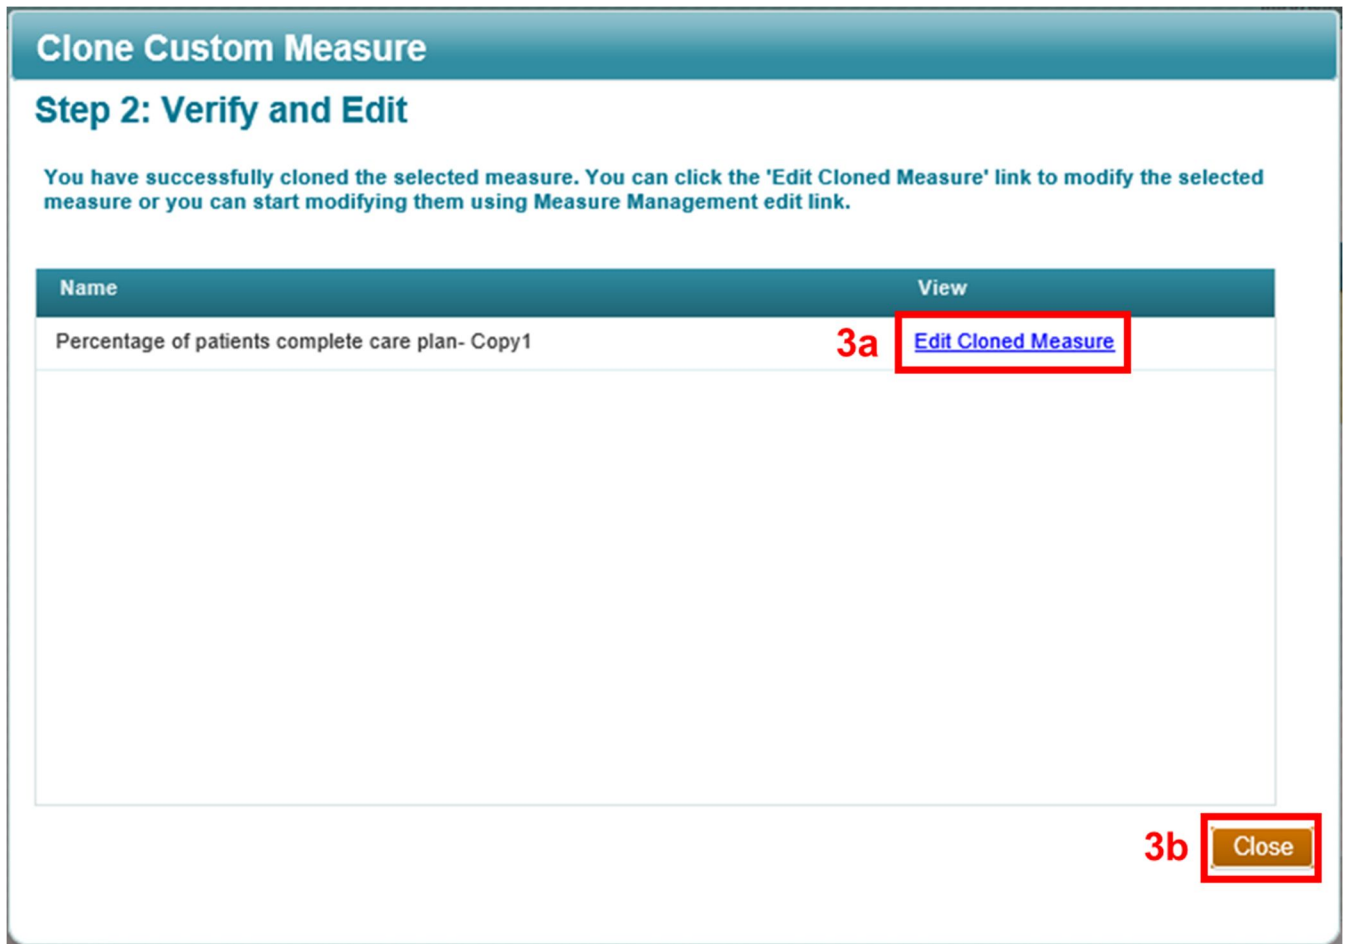 Clone Custom Measure
Step 2: Verify and Edit
You have successfully cloned the selected measure. You can click the 'Edit Cloned Measure' link to modify the selected
measure or you can start modifying them using Measure Management edit link.
Name View
Percentage of patients complete care plan- Copy1 3a Edit Cloned Measure
3b Close